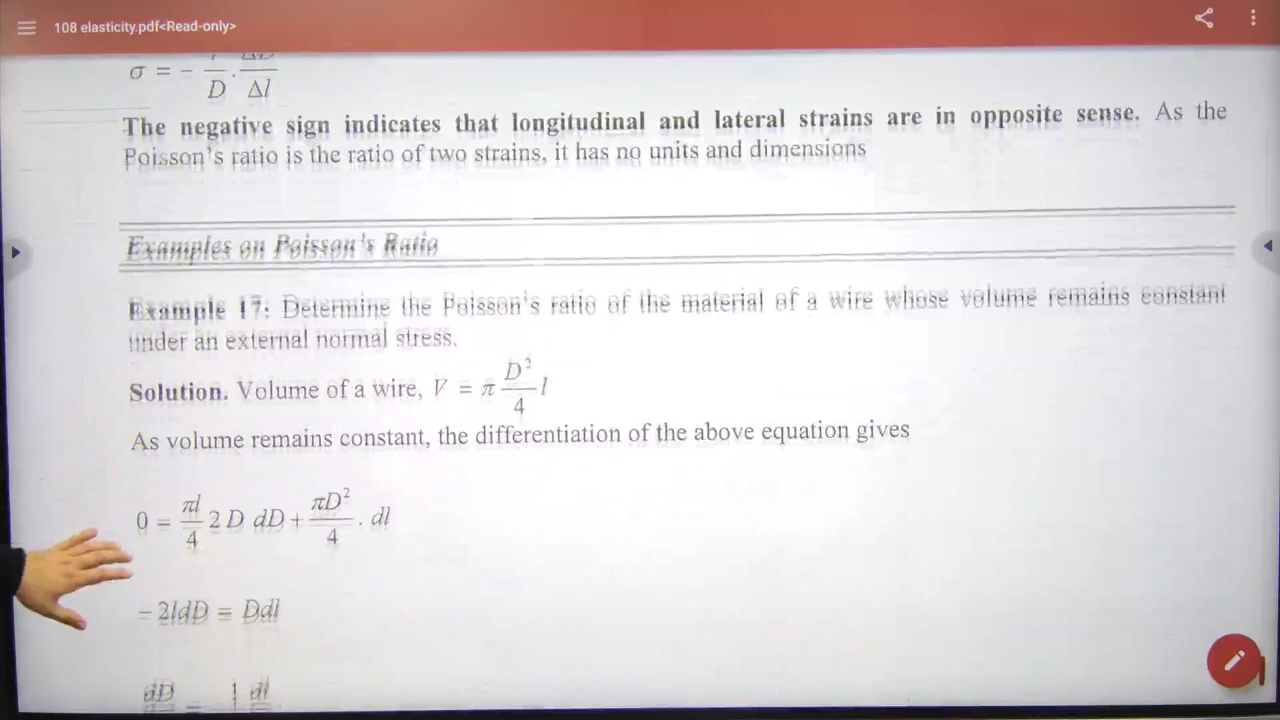 108 elasticity.pdf<Read-only>
σ = − l/D . ΔD/Δl
The negative sign indicates that longitudinal and lateral strains are in opposite sense. As the
Poisson's ratio is the ratio of two strains, it has no units and dimensions
Examples on Poisson's Ratio
Example 17: Determine the Poisson's ratio of the material of a wire whose volume remains constant
under an external normal stress.
Solution. Volume of a wire, V = π D²/4 l
As volume remains constant, the differentiation of the above equation gives
0 = πl/4 2 D dD + πD²/4 . dl
− 2ldD = Ddl
dD 1 dl